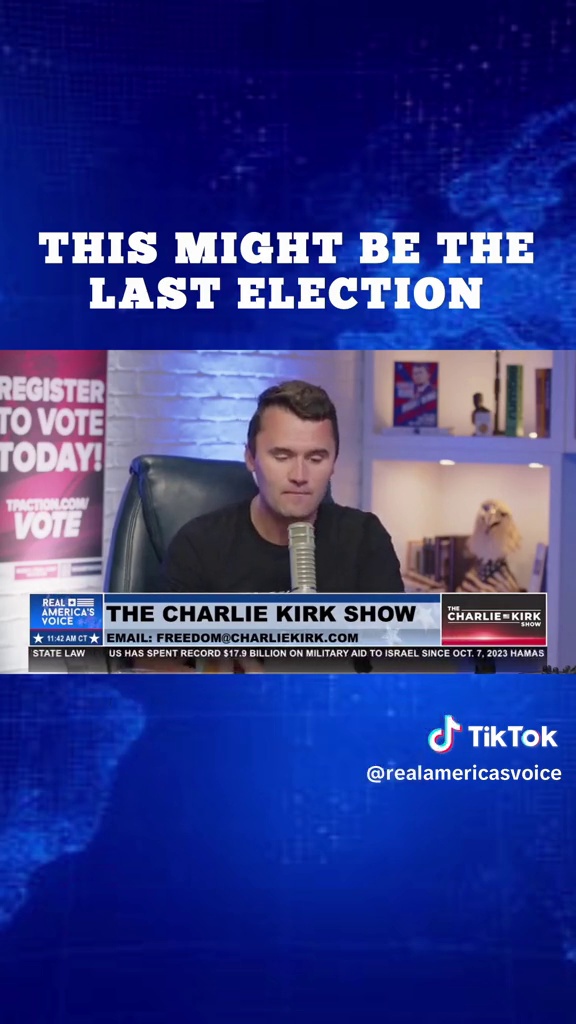 THIS MIGHT BE THE
LAST ELECTION
REGISTER
TO VOTE
TODAY!
TPACTION.COM/
VOTE
REAL
AMERICA'S
VOICE
11:42 AM CT
THE CHARLIE KIRK SHOW
EMAIL: FREEDOM@CHARLIEKIRK.COM
THE
CHARLIE KIRK
SHOW
STATE LAW US HAS SPENT RECORD $17.9 BILLION ON MILITARY AID TO ISRAEL SINCE OCT. 7, 2023 HAMAS
TikTok
@realamericasvoice